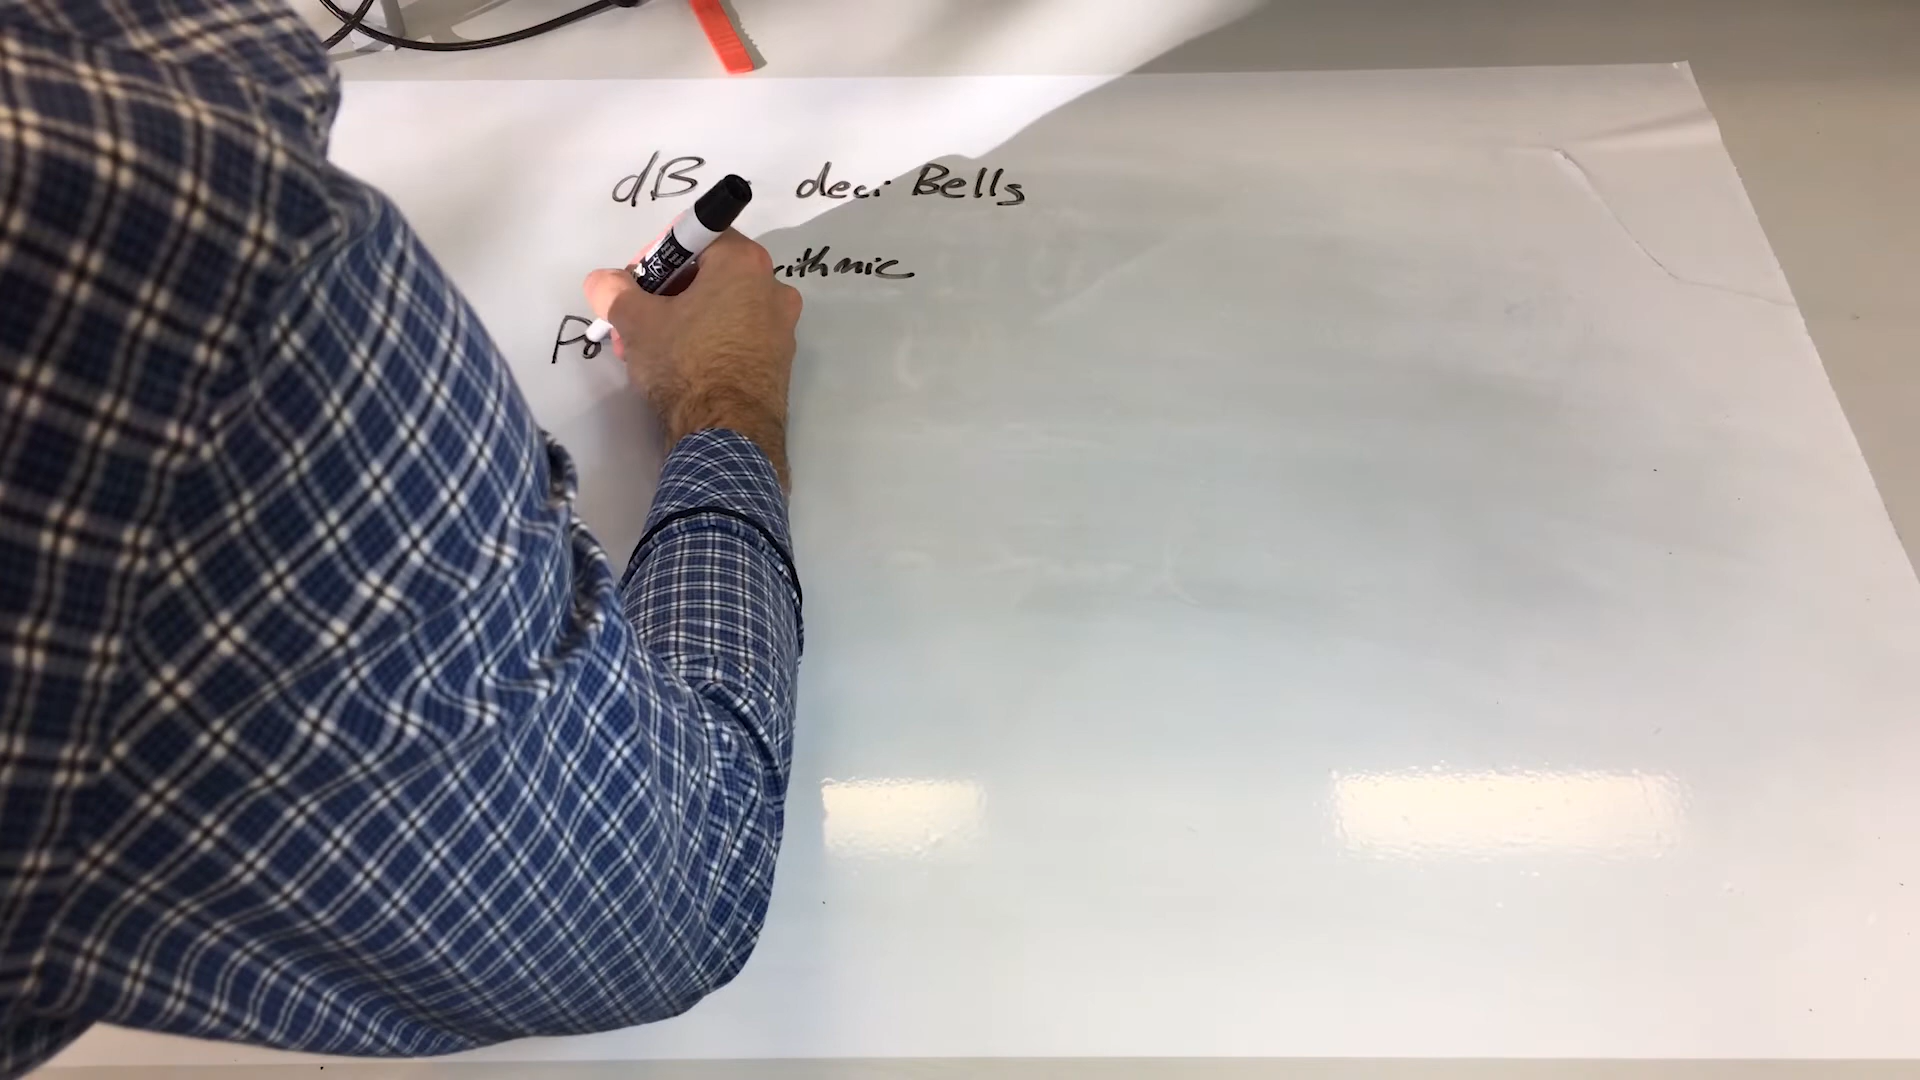 dB - deci Bells
rithmic
Po